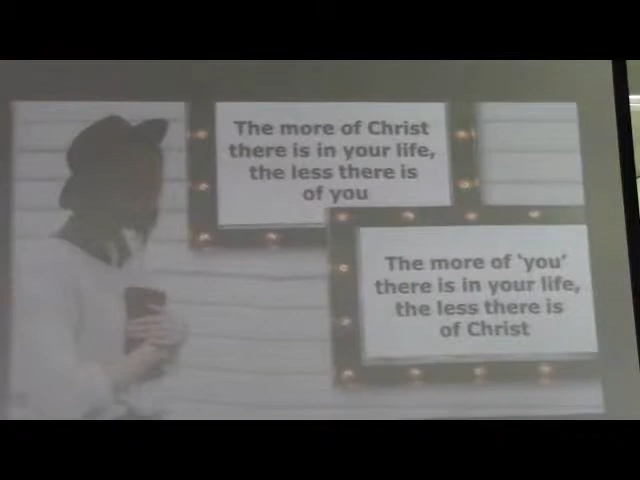 The more of Christ
there is in your life,
the less there is
of you
The more of 'you'
there is in your life,
the less there is
of Christ